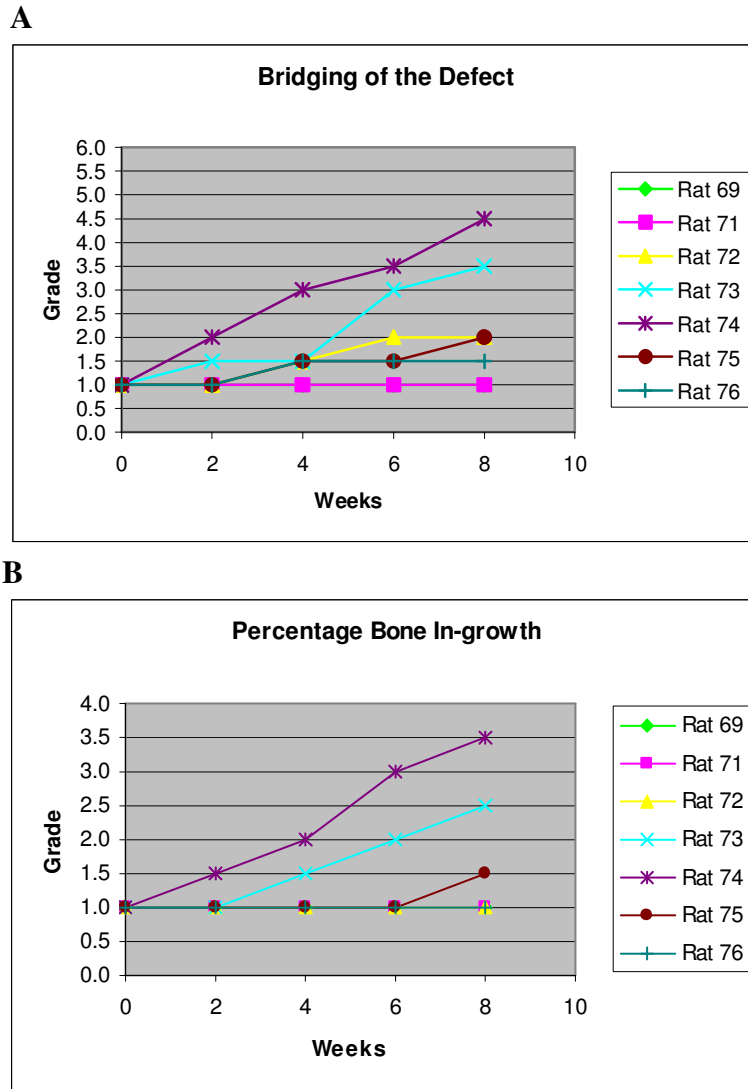 A
Bridging of the Defect
6.0
5.5
5.0
4.5
4.0
3.5
3.0
2.5
2.0
1.5
1.0
0.5
0.0
Grade
0 2 4 6 8 10
Weeks
Rat 69
Rat 71
Rat 72
Rat 73
Rat 74
Rat 75
Rat 76
B
Percentage Bone In-growth
4.0
3.5
3.0
2.5
2.0
1.5
1.0
0.5
0.0
Grade
0 2 4 6 8 10
Weeks
Rat 69
Rat 71
Rat 72
Rat 73
Rat 74
Rat 75
Rat 76